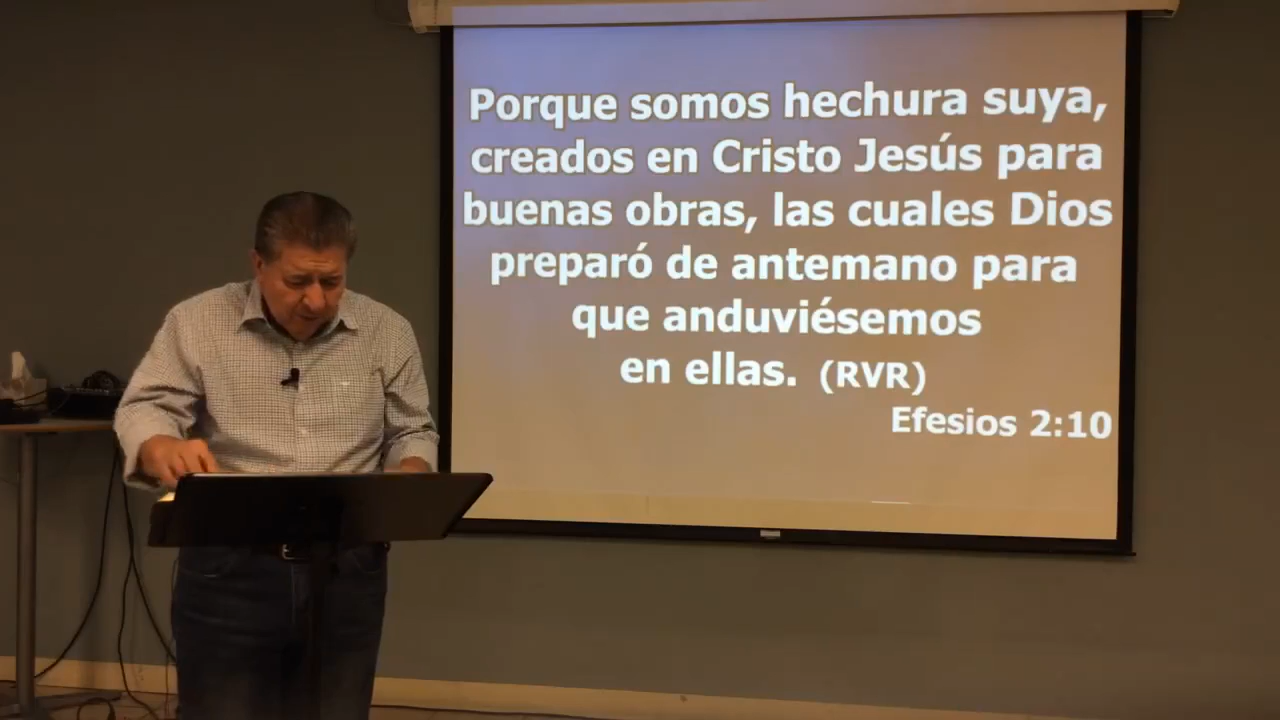 Porque somos hechura suya,
creados en Cristo Jesús para
buenas obras, las cuales Dios
preparó de antemano para
que anduviésemos
en ellas. (RVR)
Efesios 2:10